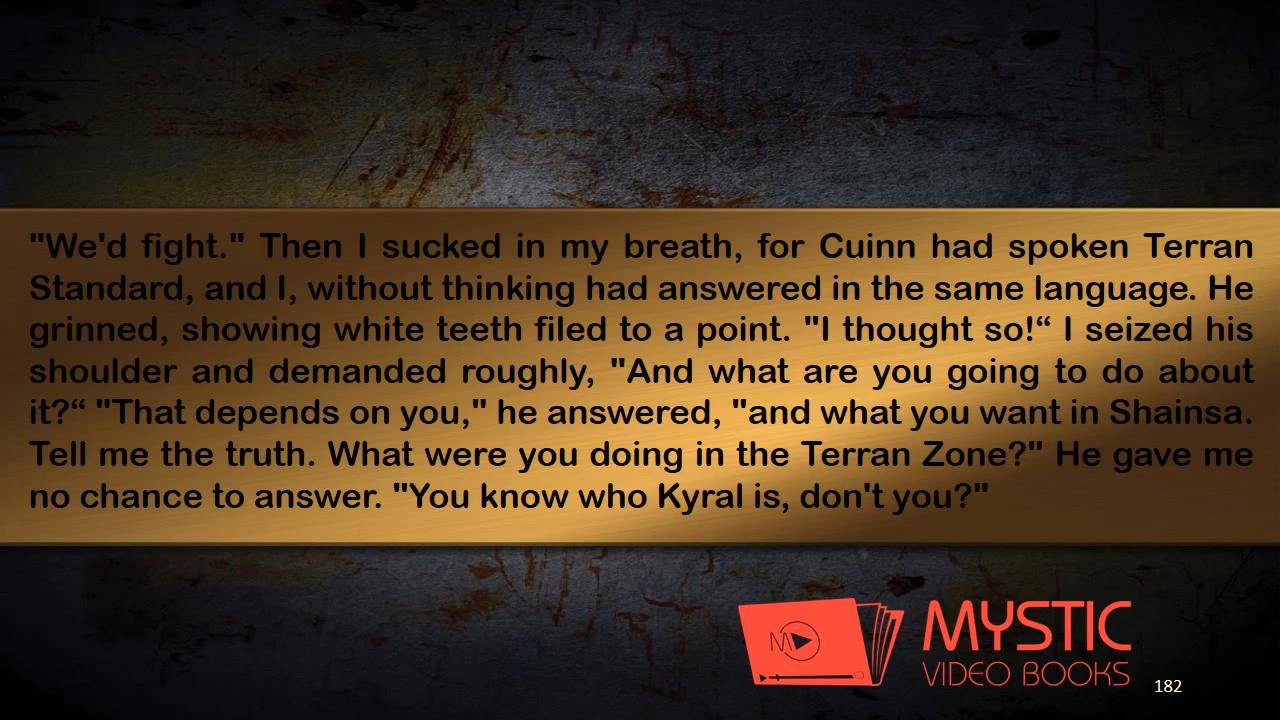 "We'd fight." Then I sucked in my breath, for Cuinn had spoken Terran
Standard, and I, without thinking had answered in the same language. He
grinned, showing white teeth filed to a point. "I thought so!“ I seized his
shoulder and demanded roughly, "And what are you going to do about
it?“ "That depends on you," he answered, "and what you want in Shainsa.
Tell me the truth. What were you doing in the Terran Zone?" He gave me
no chance to answer. "You know who Kyral is, don't you?"
M
MYSTIC
VIDEO BOOKS
182